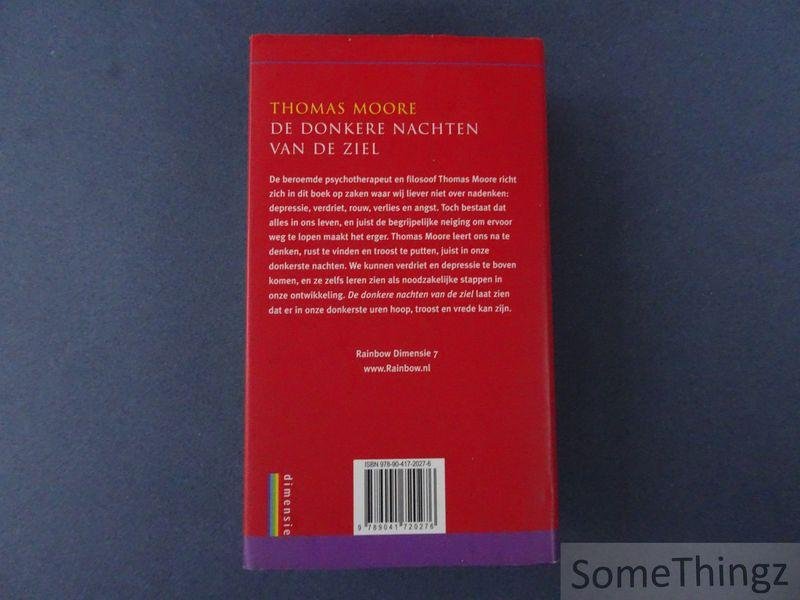 THOMAS MOORE
DE DONKERE NACHTEN
VAN DE ZIEL
De beroemde psychotherapeut en filosoof Thomas Moore richt
zich in dit boek op zaken waar wij liever niet over nadenken:
depressie, verdriet, rouw, verlies en angst. Toch bestaat dat
alles in ons leven, en juist de begrijpelijke neiging om ervoor
weg te lopen maakt het erger. Thomas Moore leert ons na te
denken, rust te vinden en troost te putten, juist in onze
donkerste nachten. We kunnen verdriet en depressie te boven
komen, en ze zelfs leren zien als noodzakelijke stappen in
onze ontwikkeling. De donkere nachten van de ziel laat zien
dat er in onze donkerste uren hoop, troost en vrede kan zijn.
Rainbow Dimensie 7
www.Rainbow.nl
ISBN 978-90-417-2027-6
9 789041 720276
dimensie
SomeThingz